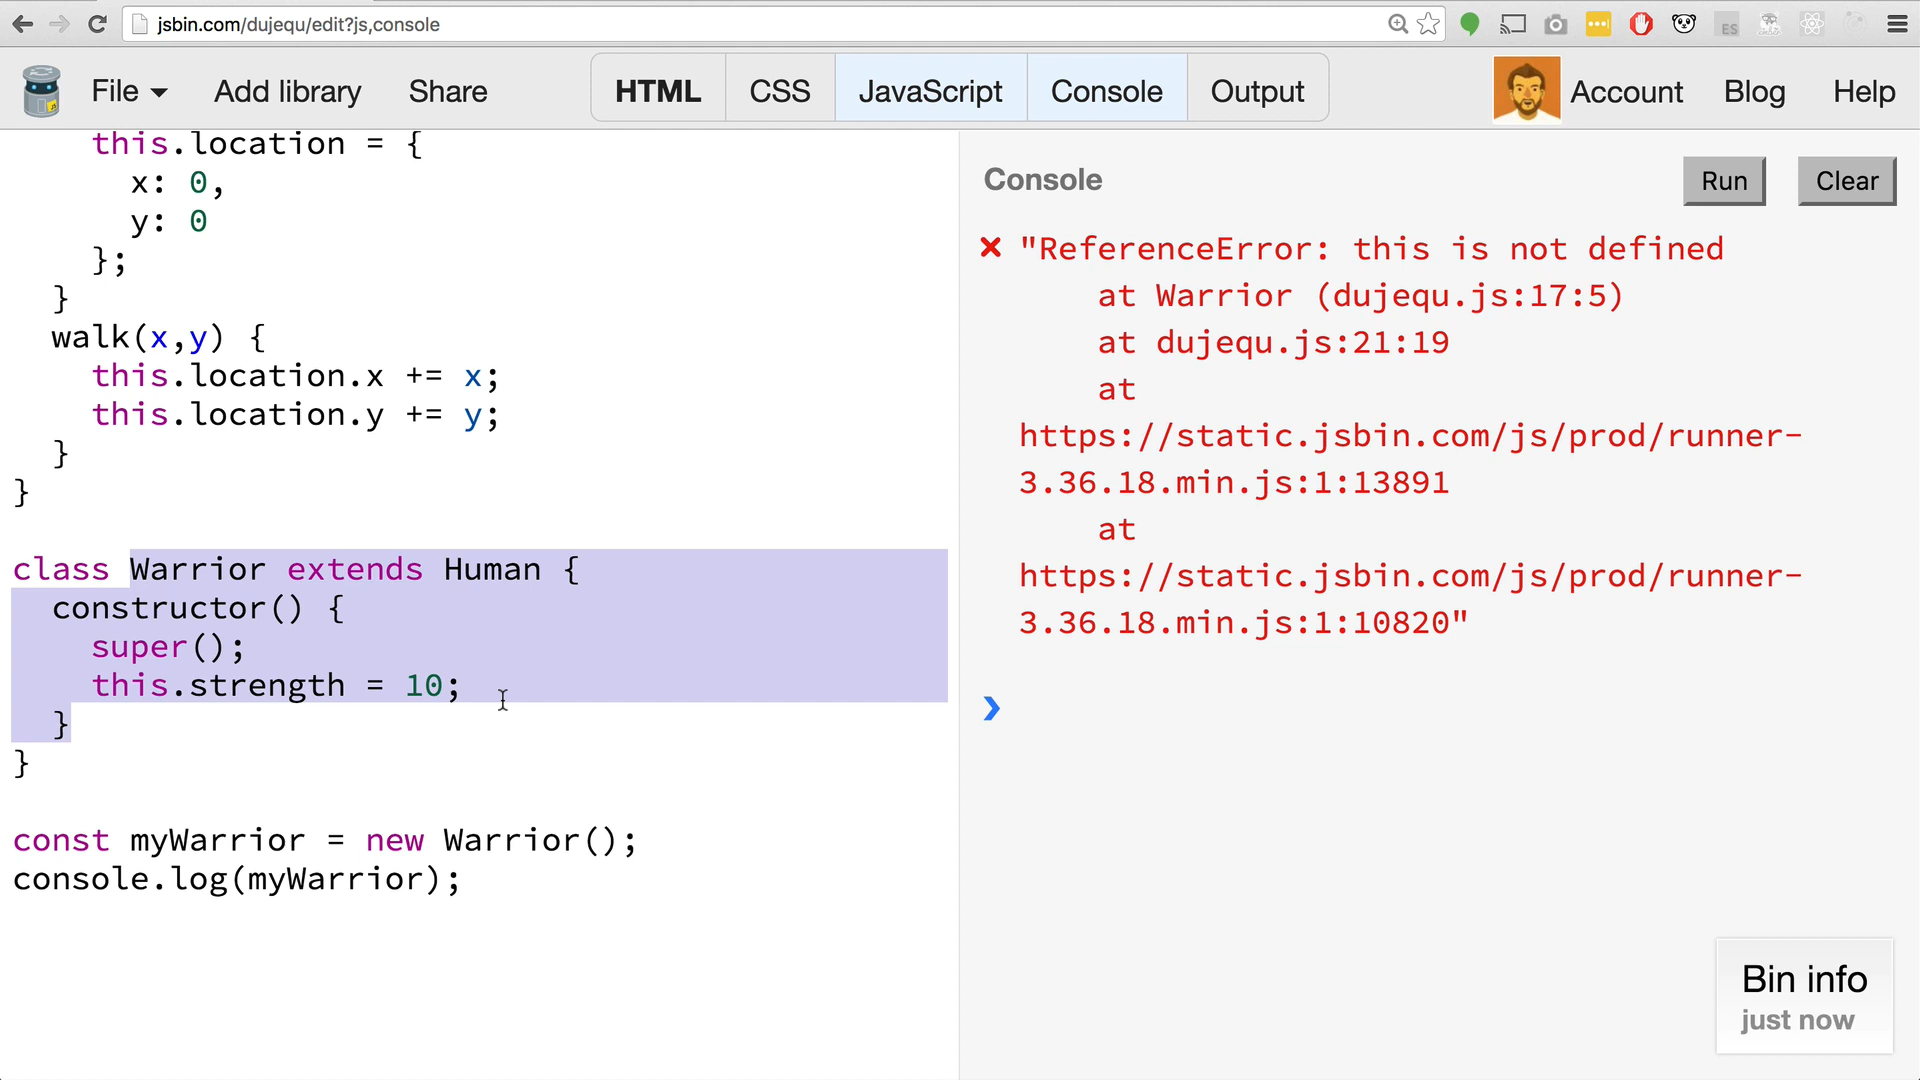 jsbin.com/dujequ/edit?js,console
ES
File
Add library
Share
HTML
CSS
JavaScript
Console
Output
Account
Blog
Help
this.location = {
x: 0,
y: 0
};
}
walk(x,y) {
this.location.x += x;
this.location.y += y;
}
}
class Warrior extends Human {
constructor() {
super();
this.strength = 10;
}
}
const myWarrior = new Warrior();
console.log(myWarrior);
Console
Run
Clear
"ReferenceError: this is not defined
at Warrior (dujequ.js:17:5)
at dujequ.js:21:19
at
https://static.jsbin.com/js/prod/runner-
3.36.18.min.js:1:13891
at
https://static.jsbin.com/js/prod/runner-
3.36.18.min.js:1:10820"
Bin info
just now